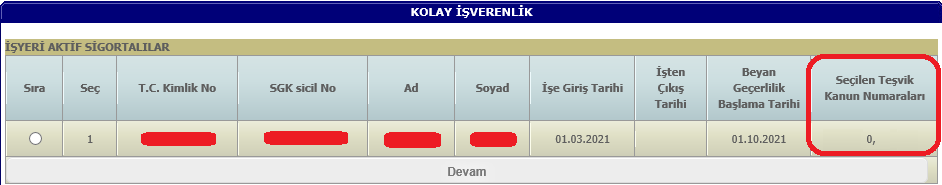 KOLAY İŞVERENLİK
İŞYERİ AKTİF SİGORTALILAR
Sıra Seç T.C. Kimlik No SGK sicil No Ad Soyad İşe Giriş Tarihi İşten Çıkış Tarihi Beyan Geçerlilik Başlama Tarihi Seçilen Teşvik Kanun Numaraları
1 01.03.2021 01.10.2021 0,
Devam